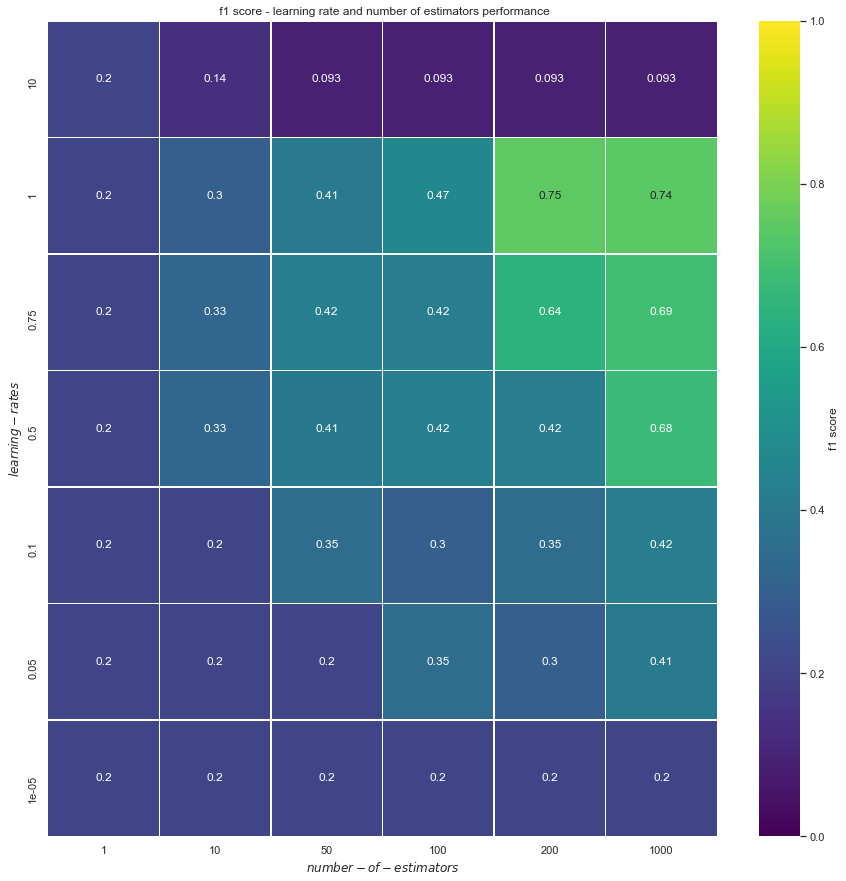 f1 score - learning rate and number of estimators performance
10 0.2 0.14 0.093 0.093 0.093 0.093
1 0.2 0.3 0.41 0.47 0.75 0.74
0.75 0.2 0.33 0.42 0.42 0.64 0.69
0.5 0.2 0.33 0.41 0.42 0.42 0.68
0.1 0.2 0.2 0.35 0.3 0.35 0.42
0.05 0.2 0.2 0.2 0.35 0.3 0.41
1e-05 0.2 0.2 0.2 0.2 0.2 0.2
1 10 50 100 200 1000
number − of − estimators
learning − rates
1.0
0.8
0.6
0.4
0.2
0.0
f1 score